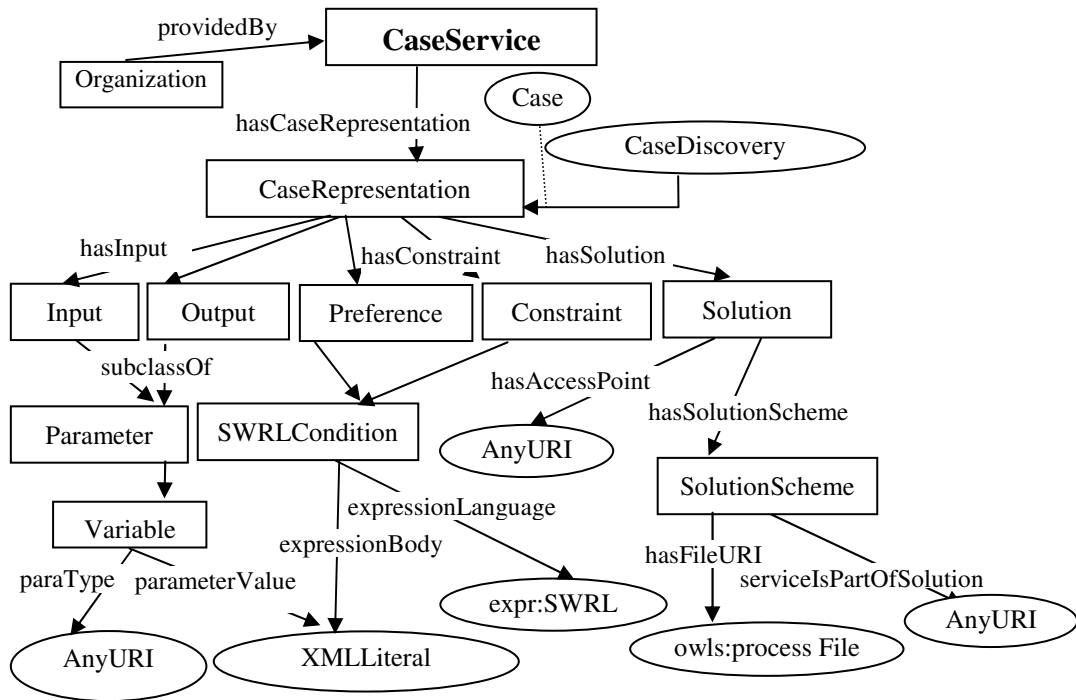 providedBy
CaseService
Organization
Case
hasCaseRepresentation
CaseDiscovery
CaseRepresentation
hasInput
hasConstraint
hasSolution
Input
Output
Preference
Constraint
Solution
subclassOf
hasAccessPoint
hasSolutionScheme
Parameter
SWRLCondition
AnyURI
SolutionScheme
Variable
expressionLanguage
expressionBody
hasFileURI
paraType
parameterValue
serviceIsPartOfSolution
expr:SWRL
AnyURI
AnyURI
XMLLiteral
owls:process File